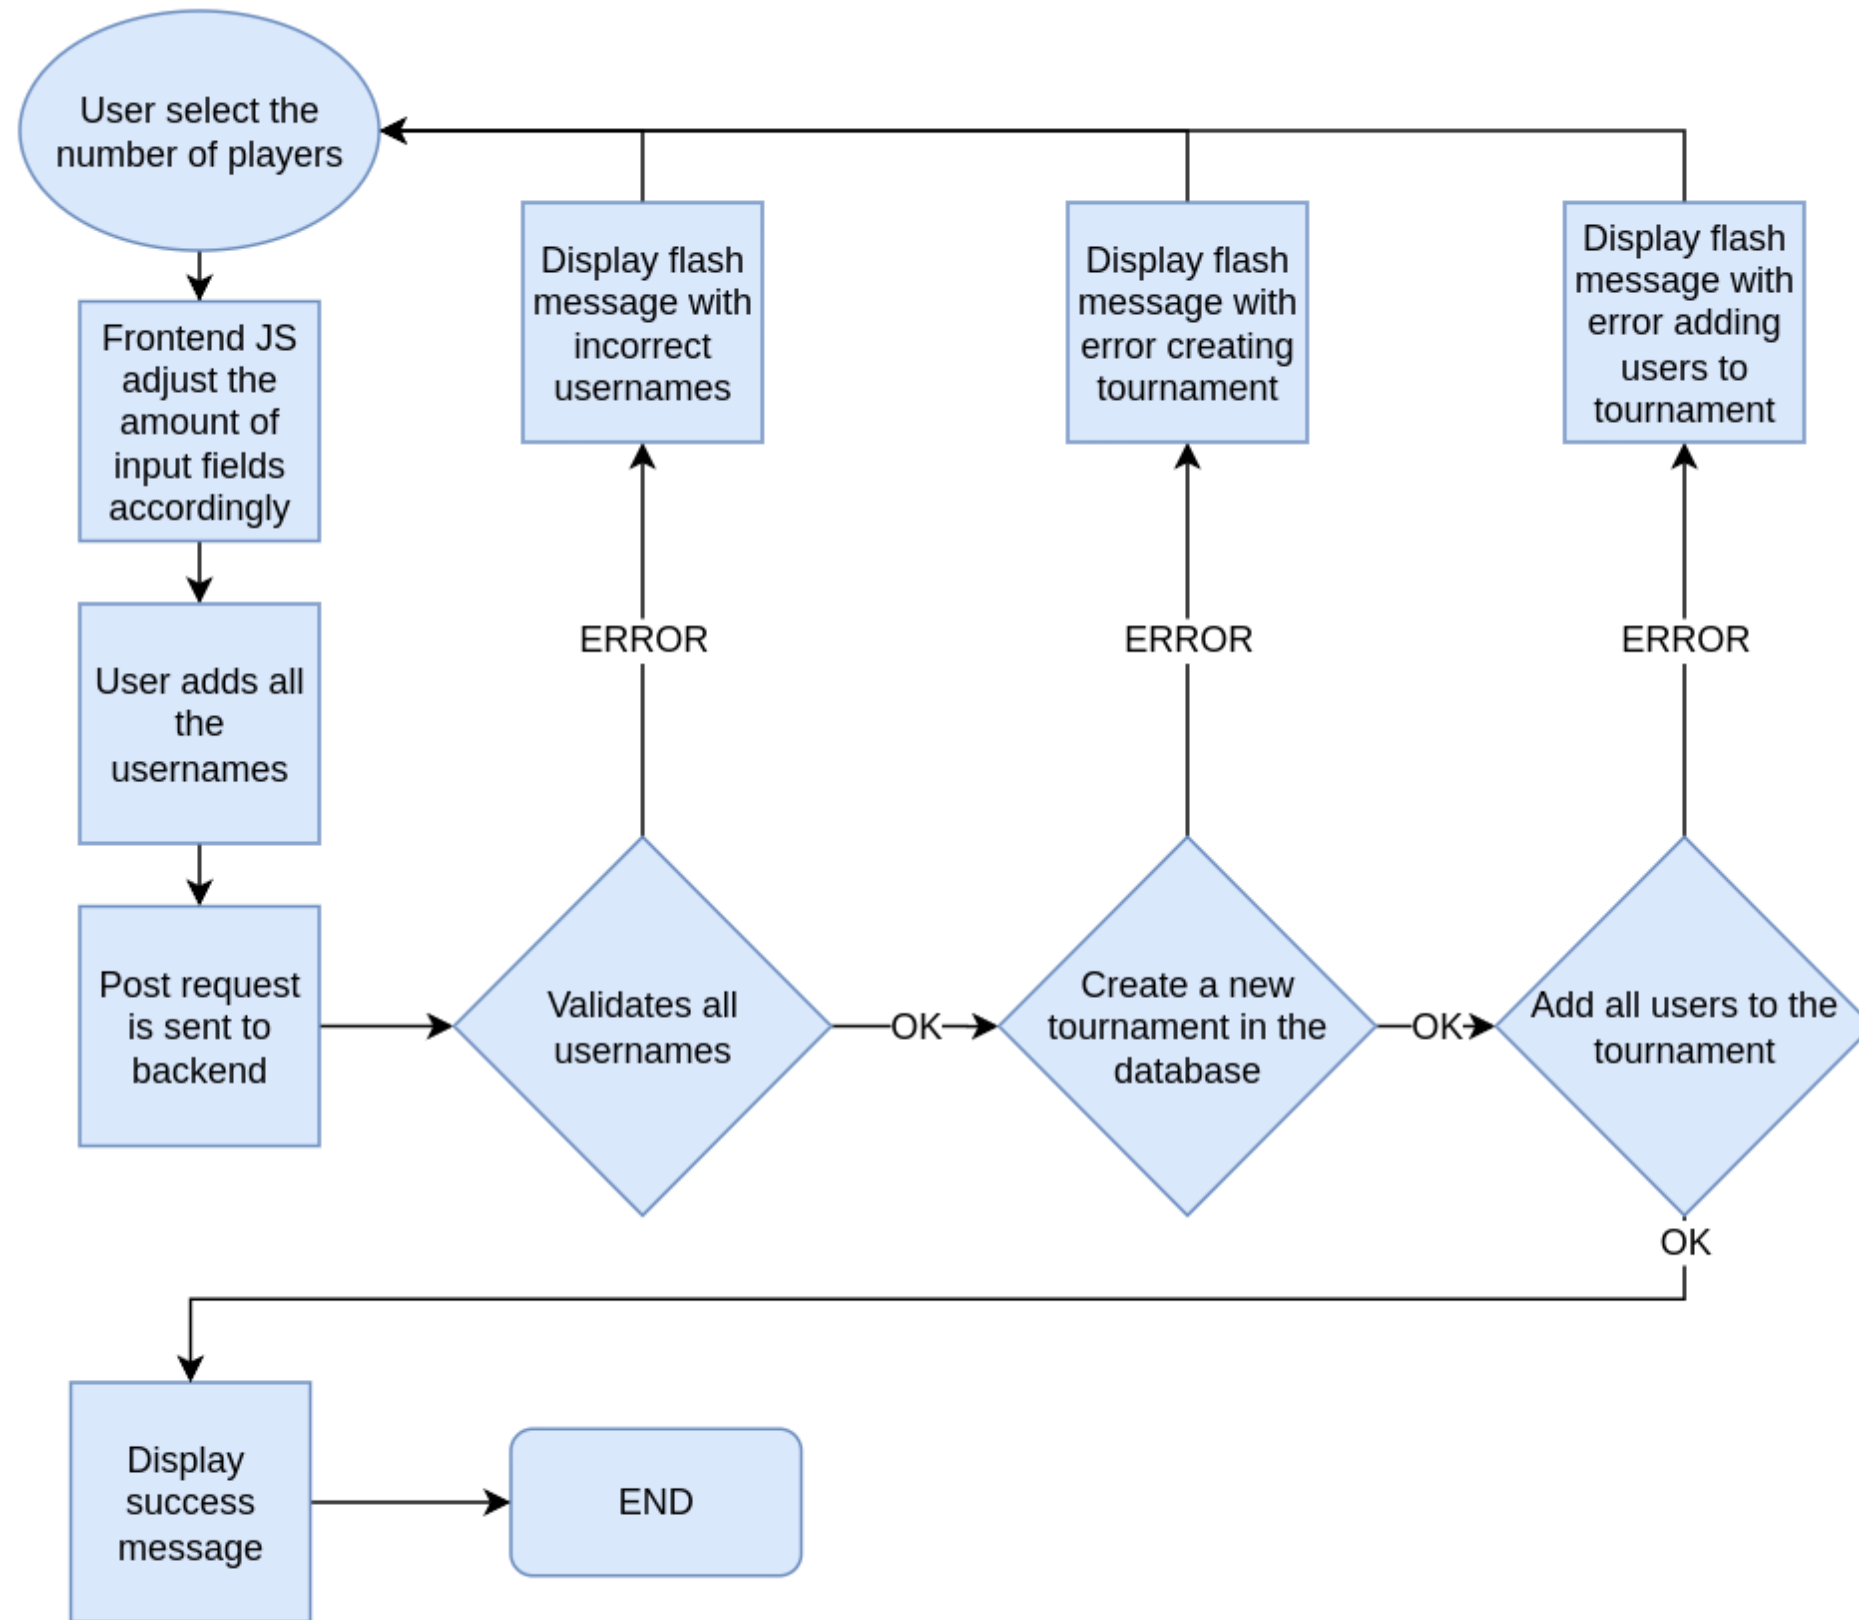 User select the
number of players
Frontend JS
adjust the
amount of
input fields
accordingly
User adds all
the
usernames
Post request
is sent to
backend
Display flash
message with
incorrect
usernames
ERROR
Validates all
usernames
OK
Display flash
message with
error creating
tournament
ERROR
Create a new
tournament in the
database
OK
Display flash
message with
error adding
users to
tournament
ERROR
Add all users to the
tournament
OK
Display
success
message
END